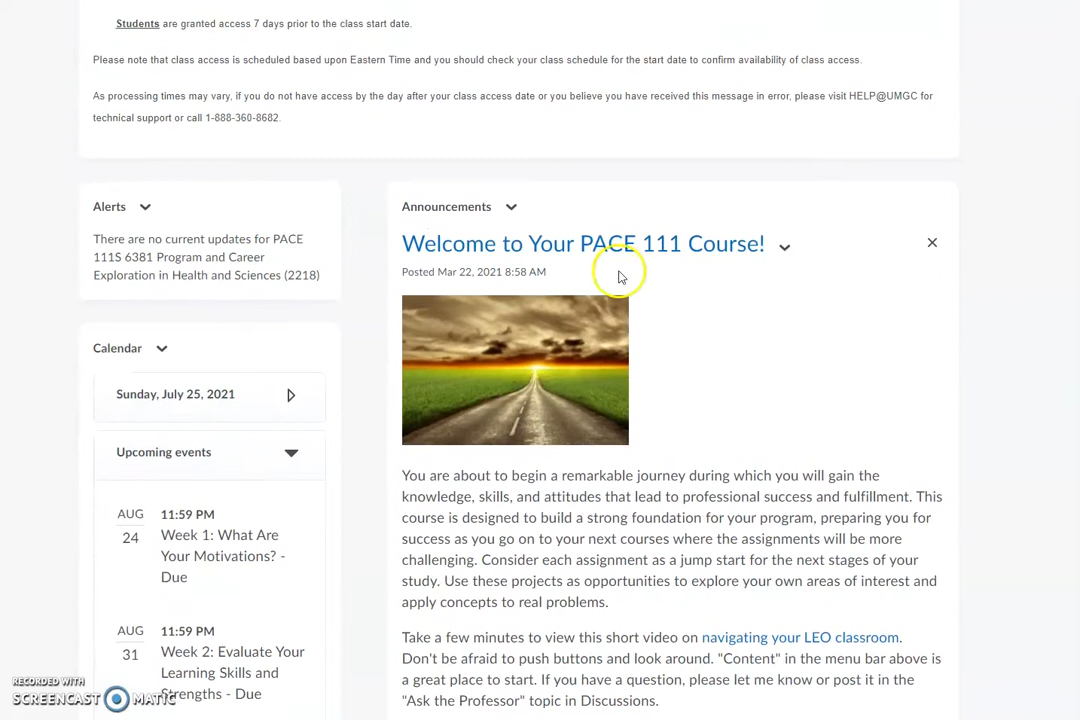 Students are granted access 7 days prior to the class start date.
Please note that class access is scheduled based upon Eastern Time and you should check your class schedule for the start date to confirm availability of class access.
As processing times may vary, if you do not have access by the day after your class access date or you believe you have received this message in error, please visit HELP@UMGC for
technical support or call 1-888-360-8682.
Alerts
There are no current updates for PACE
111S 6381 Program and Career
Exploration in Health and Sciences (2218)
Calendar
Sunday, July 25, 2021
Upcoming events
AUG
24
11:59 PM
Week 1: What Are
Your Motivations? -
Due
AUG
31
11:59 PM
Week 2: Evaluate Your
Learning Skills and
Strengths - Due
Announcements
Welcome to Your PACE 111 Course!
Posted Mar 22, 2021 8:58 AM
You are about to begin a remarkable journey during which you will gain the
knowledge, skills, and attitudes that lead to professional success and fulfillment. This
course is designed to build a strong foundation for your program, preparing you for
success as you go on to your next courses where the assignments will be more
challenging. Consider each assignment as a jump start for the next stages of your
study. Use these projects as opportunities to explore your own areas of interest and
apply concepts to real problems.
Take a few minutes to view this short video on navigating your LEO classroom.
Don't be afraid to push buttons and look around. "Content" in the menu bar above is
a great place to start. If you have a question, please let me know or post it in the
"Ask the Professor" topic in Discussions.
RECORDED WITH
SCREENCAST MATIC